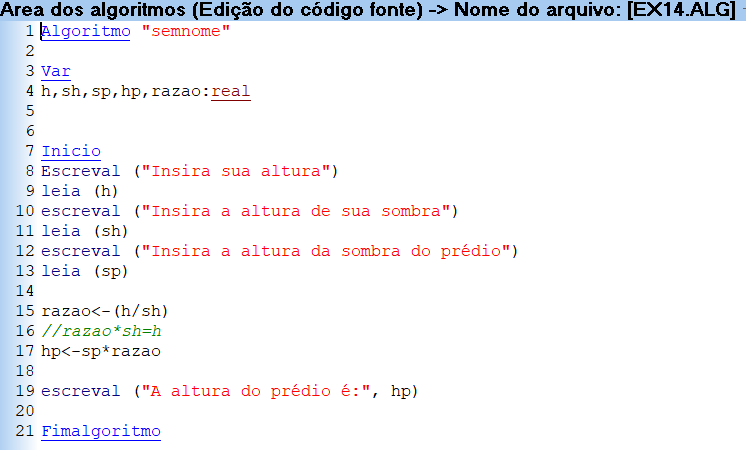 Area dos algoritmos (Edição do código fonte) -> Nome do arquivo: [EX14.ALG]
1 Algoritmo "semnome"
2
3 Var
4 h,sh,sp,hp,razao:real
5
6
7 Inicio
8 Escreval ("Insira sua altura")
9 leia (h)
10 escreval ("Insira a altura de sua sombra")
11 leia (sh)
12 escreval ("Insira a altura da sombra do prédio")
13 leia (sp)
14
15 razao<-(h/sh)
16 //razao*sh=h
17 hp<-sp*razao
18
19 escreval ("A altura do prédio é:", hp)
20
21 Fimalgoritmo